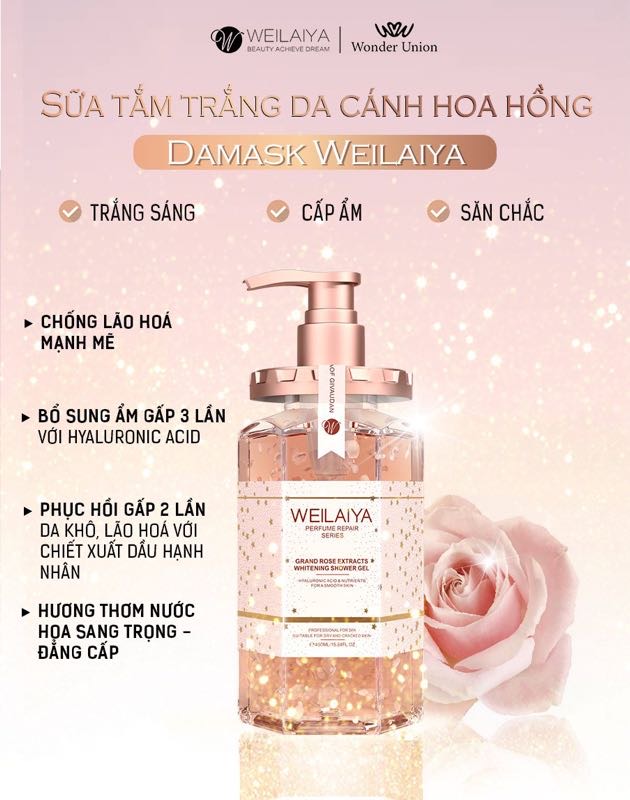 WEILAIYA
BEAUTY ACHIEVE DREAM
Wonder Union
SỮA TẮM TRẮNG DA CÁNH HOA HỒNG
DAMASK WEILAIYA
TRẮNG SÁNG
CẤP ẨM
SĂN CHẮC
CHỐNG LÃO HOÁ
MẠNH MẼ
BỔ SUNG ẨM GẤP 3 LẦN
VỚI HYALURONIC ACID
PHỤC HỒI GẤP 2 LẦN
DA KHÔ, LÃO HOÁ VỚI
CHIẾT XUẤT DẦU HẠNH
NHÂN
HƯƠNG THƠM NƯỚC
HOA SANG TRỌNG –
ĐẲNG CẤP
OF GIVAUDAN
WEILAIYA
PERFUME REPAIR
SERIES
GRAND ROSE EXTRACTS
WHITENING SHOWER GEL
HYALURONIC ACID & NUTRIENTS
FOR A SMOOTH SKIN
PROFESSIONAL FOR SPA
SUITABLE FOR DRY AND CRACKED SKIN